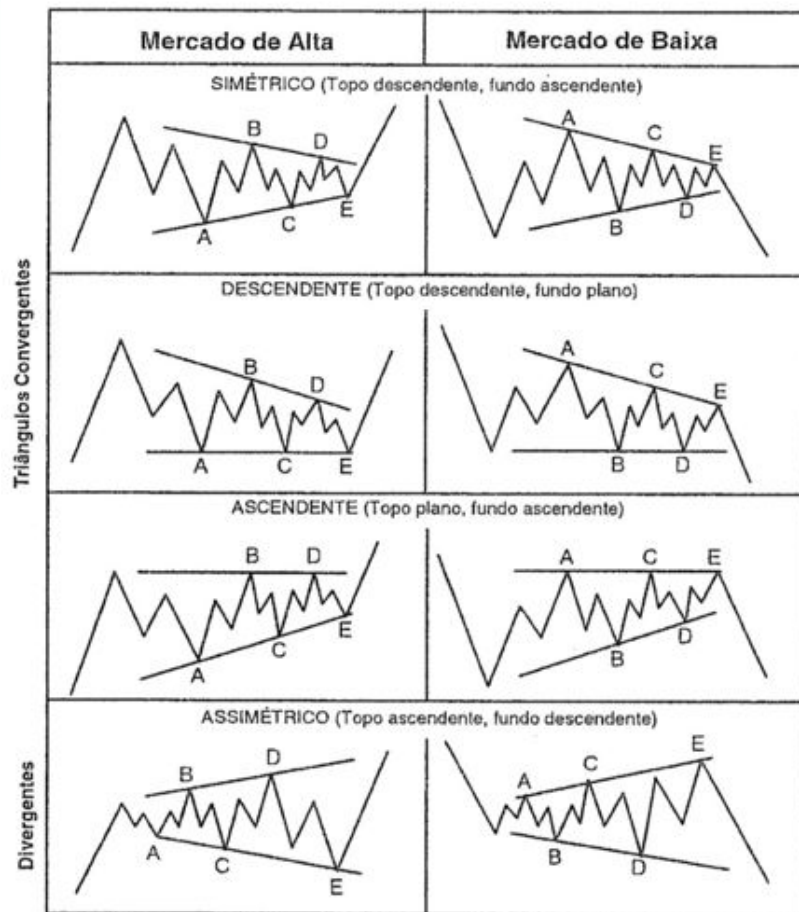 Mercado de Alta
Mercado de Baixa
Triângulos Convergentes
SIMÉTRICO (Topo descendente, fundo ascendente)
B
D
A
C
E
A
C
E
B
D
DESCENDENTE (Topo descendente, fundo plano)
B
D
A
C
E
A
C
E
B
D
ASCENDENTE (Topo plano, fundo ascendente)
B
D
A
C
E
A
C
E
B
D
Divergentes
ASSIMÉTRICO (Topo ascendente, fundo descendente)
B
D
A
C
E
A
C
E
B
D